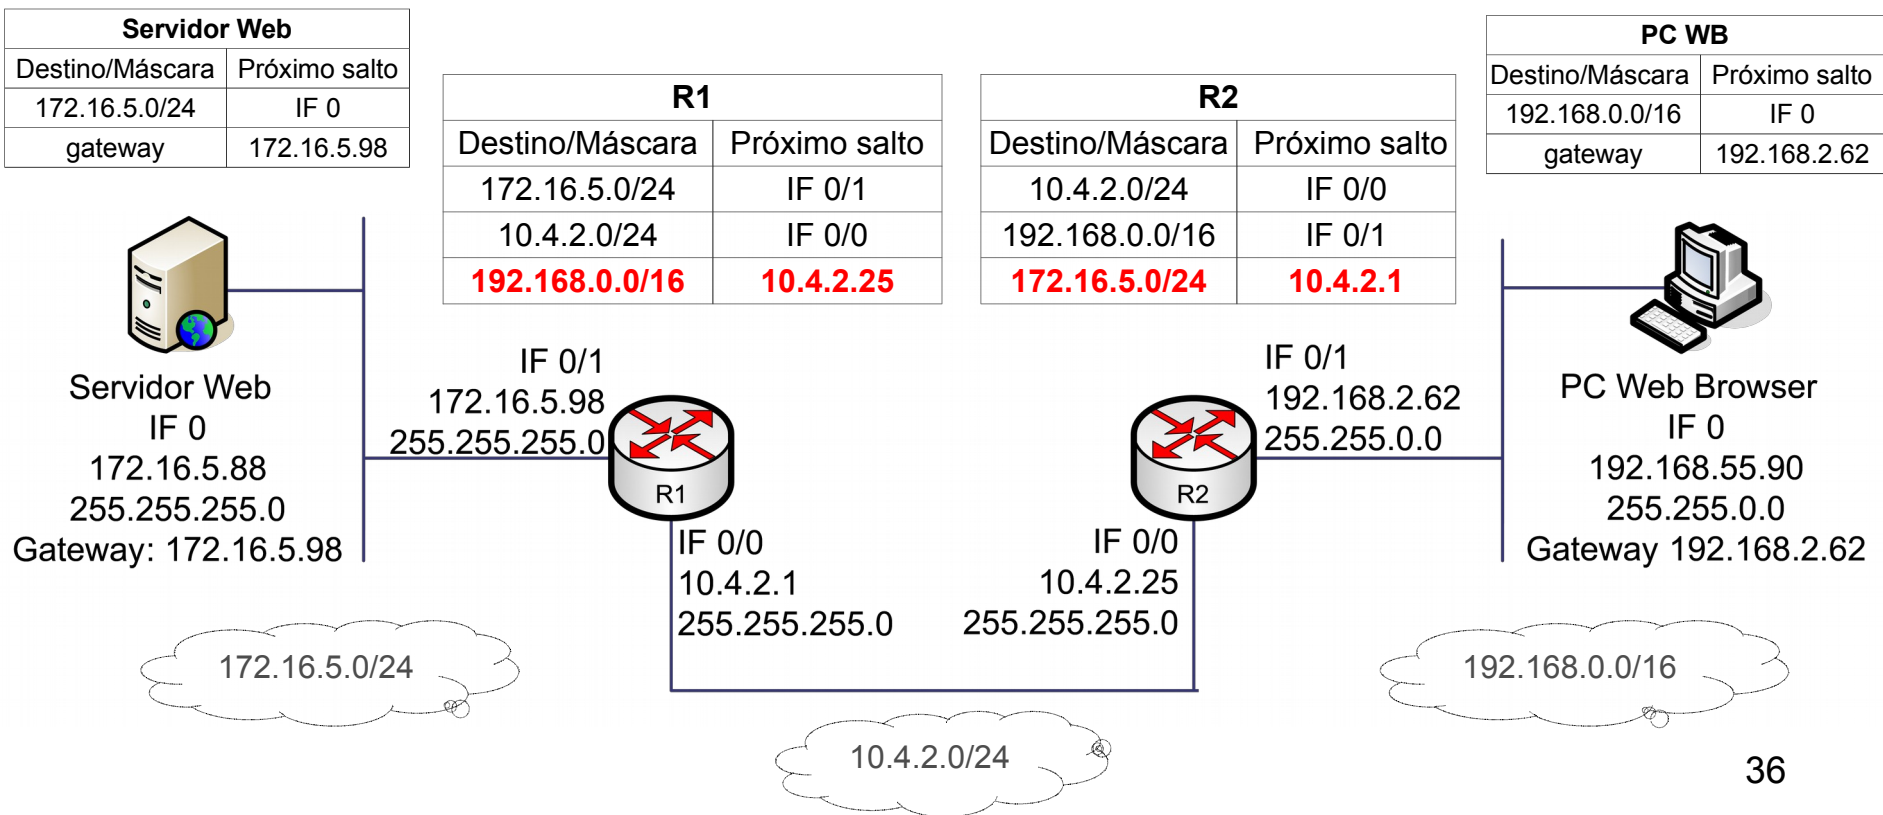 Servidor Web
Destino/Máscara Próximo salto
172.16.5.0/24 IF 0
gateway 172.16.5.98
R1
Destino/Máscara Próximo salto
172.16.5.0/24 IF 0/1
10.4.2.0/24 IF 0/0
192.168.0.0/16 10.4.2.25
R2
Destino/Máscara Próximo salto
10.4.2.0/24 IF 0/0
192.168.0.0/16 IF 0/1
172.16.5.0/24 10.4.2.1
PC WB
Destino/Máscara Próximo salto
192.168.0.0/16 IF 0
gateway 192.168.2.62
Servidor Web
IF 0
172.16.5.88
255.255.255.0
Gateway: 172.16.5.98
IF 0/1
172.16.5.98
255.255.255.0
R1
IF 0/0
10.4.2.1
255.255.255.0
IF 0/1
192.168.2.62
255.255.0.0
R2
IF 0/0
10.4.2.25
255.255.255.0
PC Web Browser
IF 0
192.168.55.90
255.255.0.0
Gateway 192.168.2.62
172.16.5.0/24
10.4.2.0/24
192.168.0.0/16
36